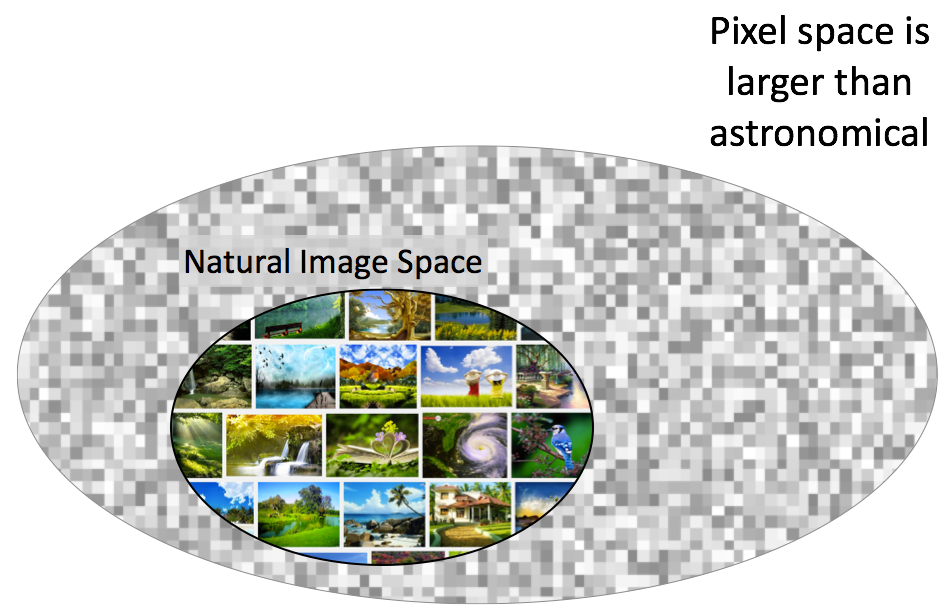 Pixel space is
larger than
astronomical
Natural Image Space